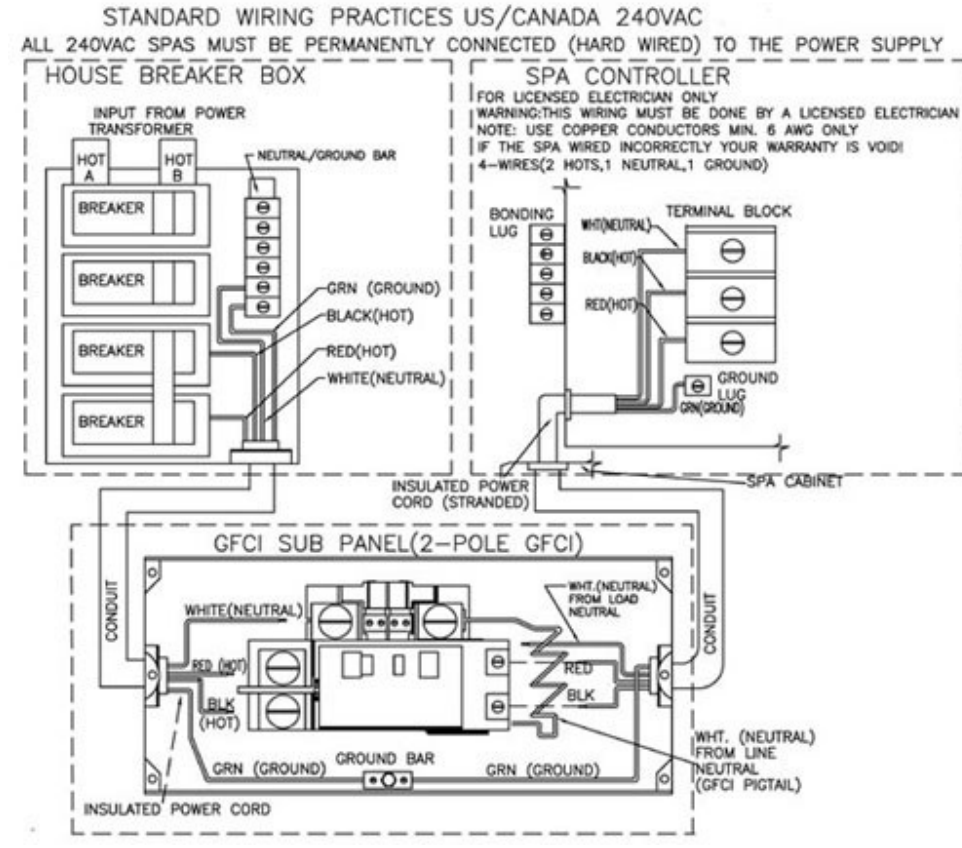 STANDARD WIRING PRACTICES US/CANADA 240VAC
ALL 240VAC SPAS MUST BE PERMANENTLY CONNECTED (HARD WIRED) TO THE POWER SUPPLY
HOUSE BREAKER BOX
INPUT FROM POWER
TRANSFORMER
HOT
A
HOT
B
NEUTRAL/GROUND BAR
BREAKER
BREAKER
BREAKER
BREAKER
GRN (GROUND)
BLACK(HOT)
RED(HOT)
WHITE(NEUTRAL)
SPA CONTROLLER
FOR LICENSED ELECTRICIAN ONLY
WARNING:THIS WIRING MUST BE DONE BY A LICENSED ELECTRICIAN
NOTE: USE COPPER CONDUCTORS MIN. 6 AWG ONLY
IF THE SPA WIRED INCORRECTLY YOUR WARRANTY IS VOID!
4-WIRES(2 HOTS,1 NEUTRAL,1 GROUND)
BONDING
LUG
WHT(NEUTRAL)
BLACK(HOT)
RED(HOT)
TERMINAL BLOCK
GROUND
LUG
GRN(GROUND)
INSULATED POWER
CORD (STRANDED)
SPA CABINET
GFCI SUB PANEL(2-POLE GFCI)
CONDUIT
WHITE(NEUTRAL)
RED (HOT)
BLK
(HOT)
GRN (GROUND)
GROUND BAR
GRN (GROUND)
INSULATED POWER CORD
WHT.(NEUTRAL)
FROM LOAD
NEUTRAL
RED
BLK
CONDUIT
WHT. (NEUTRAL)
FROM LINE
NEUTRAL
(GFCI PIGTAIL)